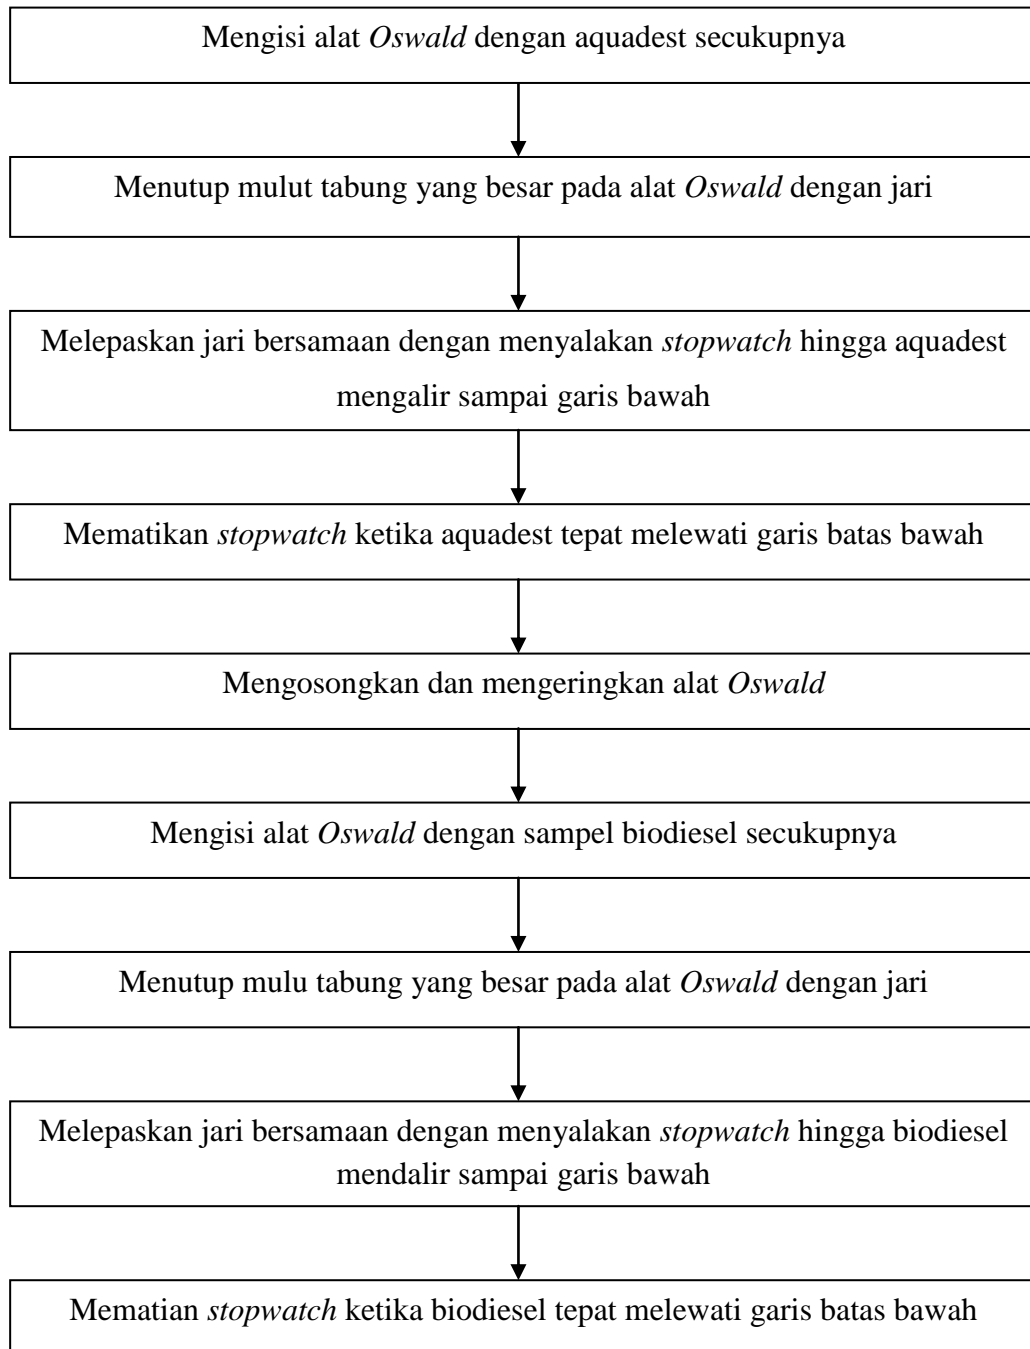 Mengisi alat Oswald dengan aquadest secukupnya
Menutup mulut tabung yang besar pada alat Oswald dengan jari
Melepaskan jari bersamaan dengan menyalakan stopwatch hingga aquadest
mengalir sampai garis bawah
Mematikan stopwatch ketika aquadest tepat melewati garis batas bawah
Mengosongkan dan mengeringkan alat Oswald
Mengisi alat Oswald dengan sampel biodiesel secukupnya
Menutup mulu tabung yang besar pada alat Oswald dengan jari
Melepaskan jari bersamaan dengan menyalakan stopwatch hingga biodiesel
mendalir sampai garis bawah
Mematian stopwatch ketika biodiesel tepat melewati garis batas bawah